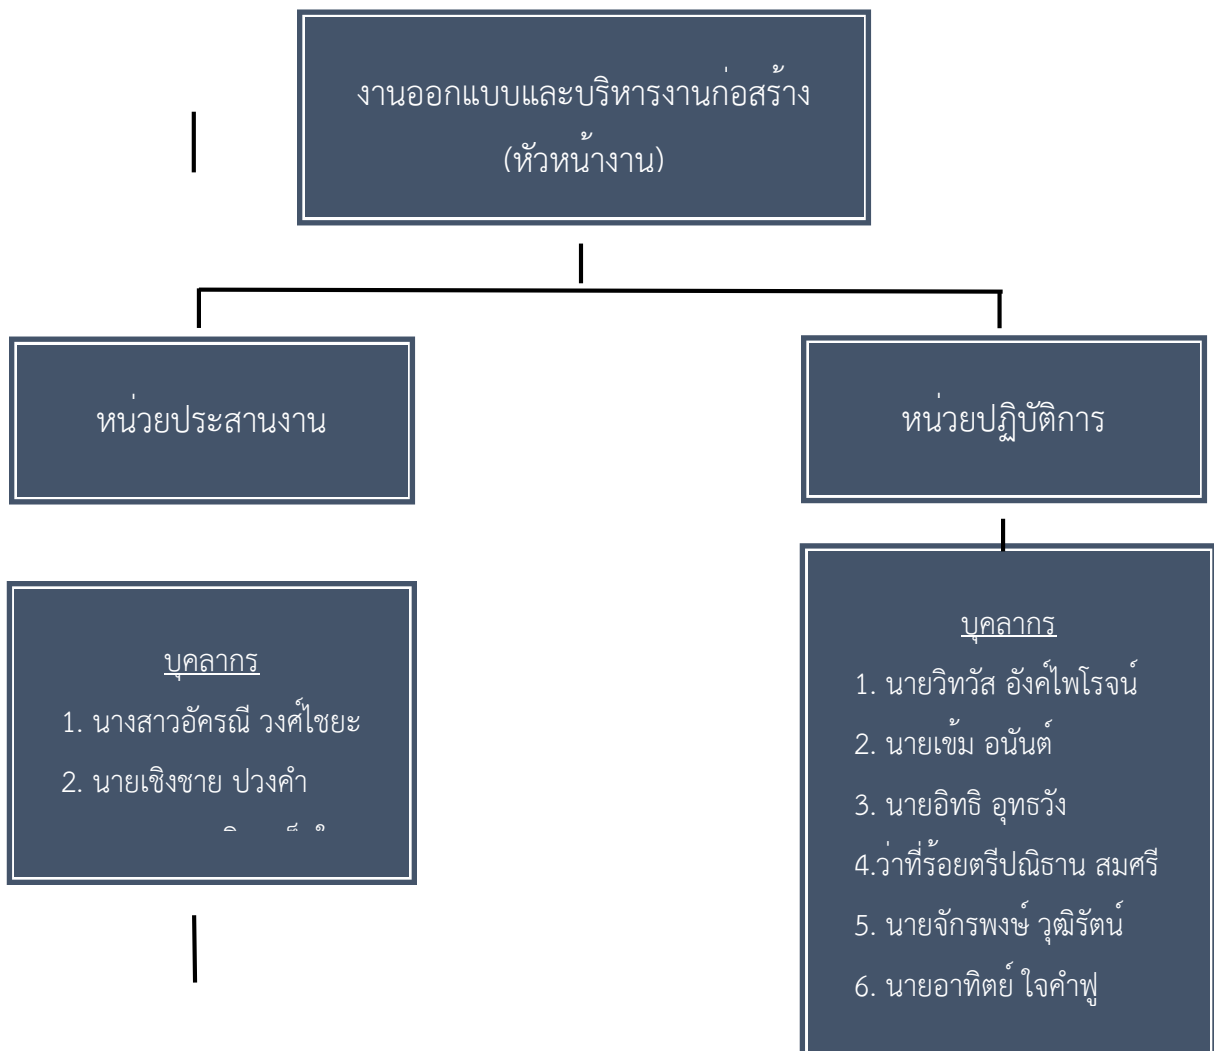 งานออกแบบและบริหารงานก่อสร้าง
(หัวหน้างาน)
หน่วยประสานงาน
หน่วยปฏิบัติการ
บุคลากร
1. นางสาวอัครณี วงศ์ไชยะ
2. นายเชิงชาย ปวงคำ
บุคลากร
1. นายวิทวัส อังค์ไพโรจน์
2. นายเข้ม อนันต์
3. นายอิทธิ อุทธวัง
4.ว่าที่ร้อยตรีปณิธาน สมศรี
5. นายจักรพงษ์ วุฒิรัตน์
6. นายอาทิตย์ ใจคำฟู